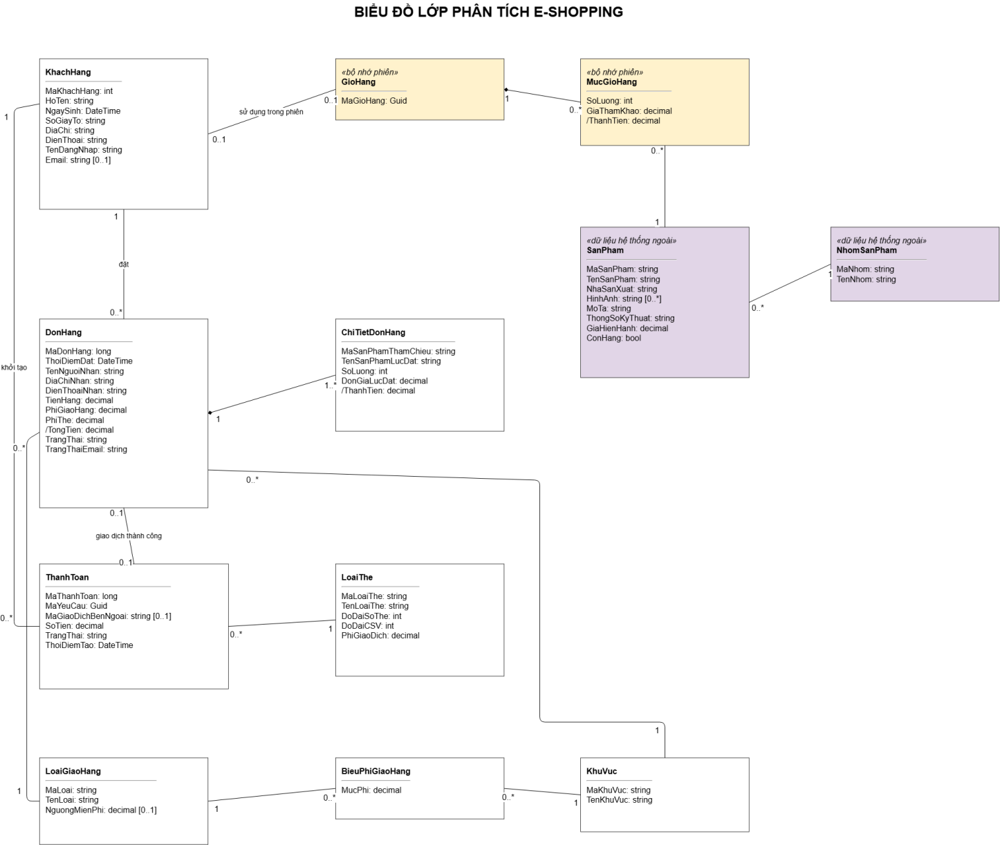 BIỂU ĐỒ LỚP PHÂN TÍCH E-SHOPPING
KhachHang
MaKhachHang: int
HoTen: string
NgaySinh: DateTime
SoGiayTo: string
DiaChi: string
DienThoai: string
TenDangNhap: string
Email: string [0..1]
«bộ nhớ phiên»
GioHang
MaGioHang: Guid
«bộ nhớ phiên»
MucGioHang
SoLuong: int
GiaThamKhao: decimal
/ThanhTien: decimal
0..1
sử dụng trong phiên
0..1
1
0..*
1
0..*
1
1
đặt
0..*
«dữ liệu hệ thống ngoài»
SanPham
MaSanPham: string
TenSanPham: string
NhaSanXuat: string
HinhAnh: string [0..*]
MoTa: string
ThongSoKyThuat: string
GiaHienHanh: decimal
ConHang: bool
«dữ liệu hệ thống ngoài»
NhomSanPham
MaNhom: string
TenNhom: string
1
0..*
DonHang
MaDonHang: long
ThoiDiemDat: DateTime
TenNguoiNhan: string
DiaChiNhan: string
DienThoaiNhan: string
TienHang: decimal
PhiGiaoHang: decimal
PhiThe: decimal
/TongTien: decimal
TrangThai: string
TrangThaiEmail: string
ChiTietDonHang
MaSanPhamThamChieu: string
TenSanPhamLucDat: string
SoLuong: int
DonGiaLucDat: decimal
/ThanhTien: decimal
khởi tạo
1..*
1
0..*
0..*
0..1
giao dịch thành công
0..1
ThanhToan
MaThanhToan: long
MaYeuCau: Guid
MaGiaoDichBenNgoai: string [0..1]
SoTien: decimal
TrangThai: string
ThoiDiemTao: DateTime
LoaiThe
MaLoaiThe: string
TenLoaiThe: string
DoDaiSoThe: int
DoDaiCSV: int
PhiGiaoDich: decimal
0..*
0..*
1
1
LoaiGiaoHang
MaLoai: string
TenLoai: string
NguongMienPhi: decimal [0..1]
BieuPhiGiaoHang
MucPhi: decimal
KhuVuc
MaKhuVuc: string
TenKhuVuc: string
1
1
0..*
0..*
1